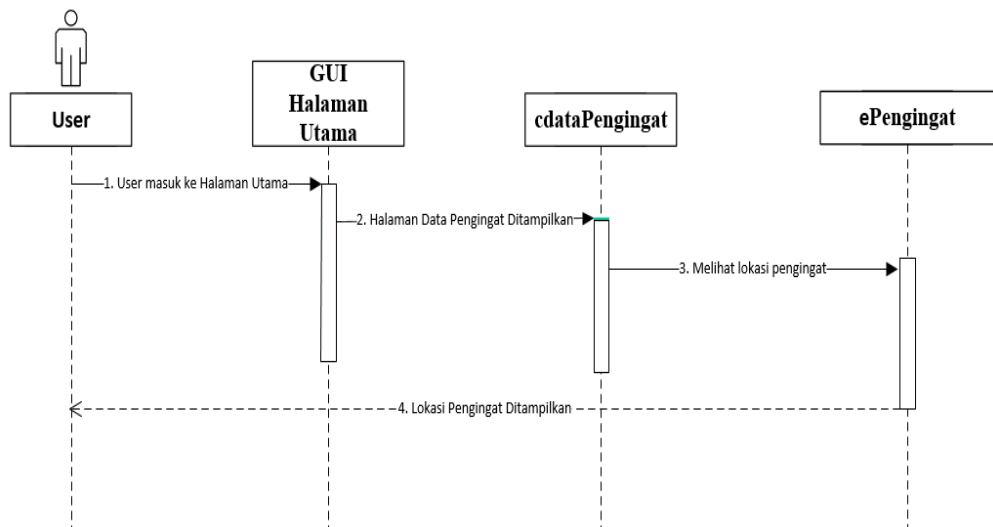 User
GUI
Halaman
Utama
cdataPengingat
ePengingat
1. User masuk ke Halaman Utama
2. Halaman Data Pengingat Ditampilkan
3. Melihat lokasi pengingat
4. Lokasi Pengingat Ditampilkan